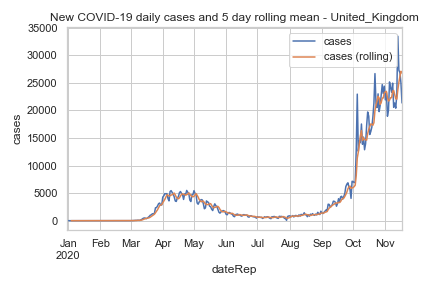 New COVID-19 daily cases and 5 day rolling mean - United_Kingdom
cases
cases (rolling)
35000
30000
25000
20000
15000
10000
5000
0
cases
Jan Feb Mar Apr May Jun Jul Aug Sep Oct Nov
2020
dateRep